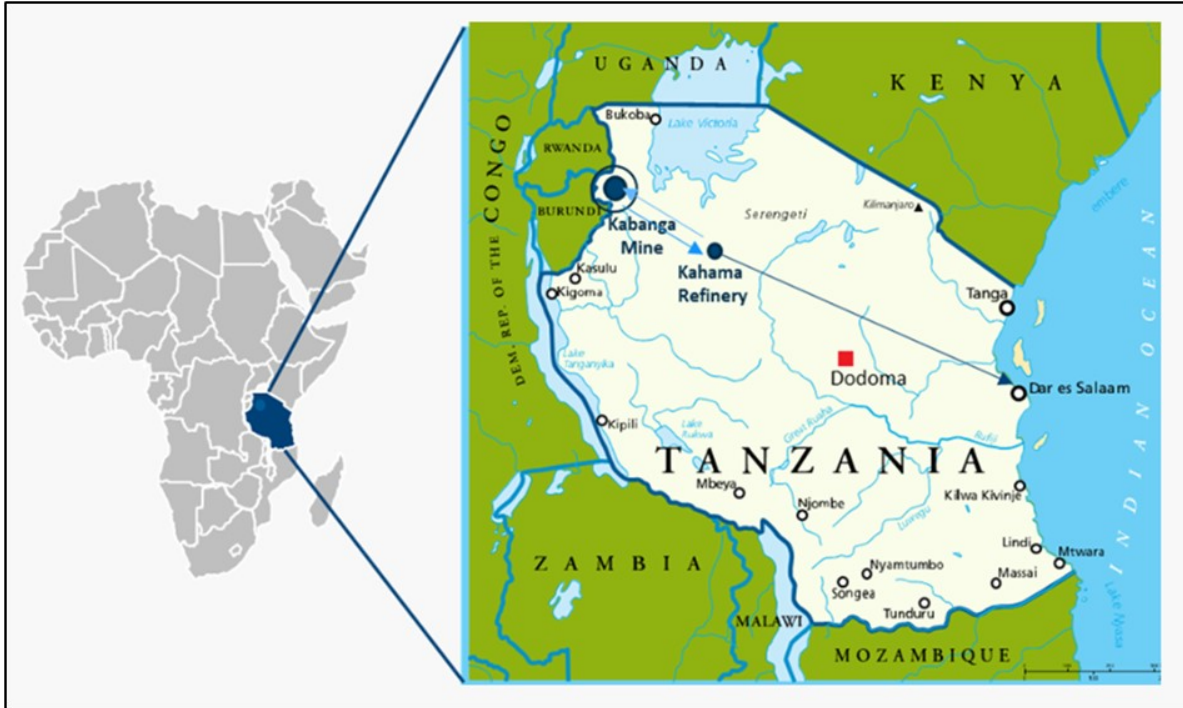 UGANDA
KENYA
DEM. REP. OF THE CONGO
Bukoba
Lake Victoria
RWANDA
BURUNDI
Kabanga
Mine
Serengeti
Kilimanjaro
Kahama
Refinery
Kasulu
Kigoma
Tanga
Lake
Tanganyika
Dodoma
Dar es Salaam
Kipili
Lake
Rukwa
Great Ruaha
Rufiji
TANZANIA
Mbeya
Njombe
Kilwa Kivinje
Luwegu
Lindi
Mtwara
ZAMBIA
Nyamtumbo
Songea
Massai
Tunduru
MALAWI
MOZAMBIQUE
INDIAN OCEAN
embere
Lake Nyasa